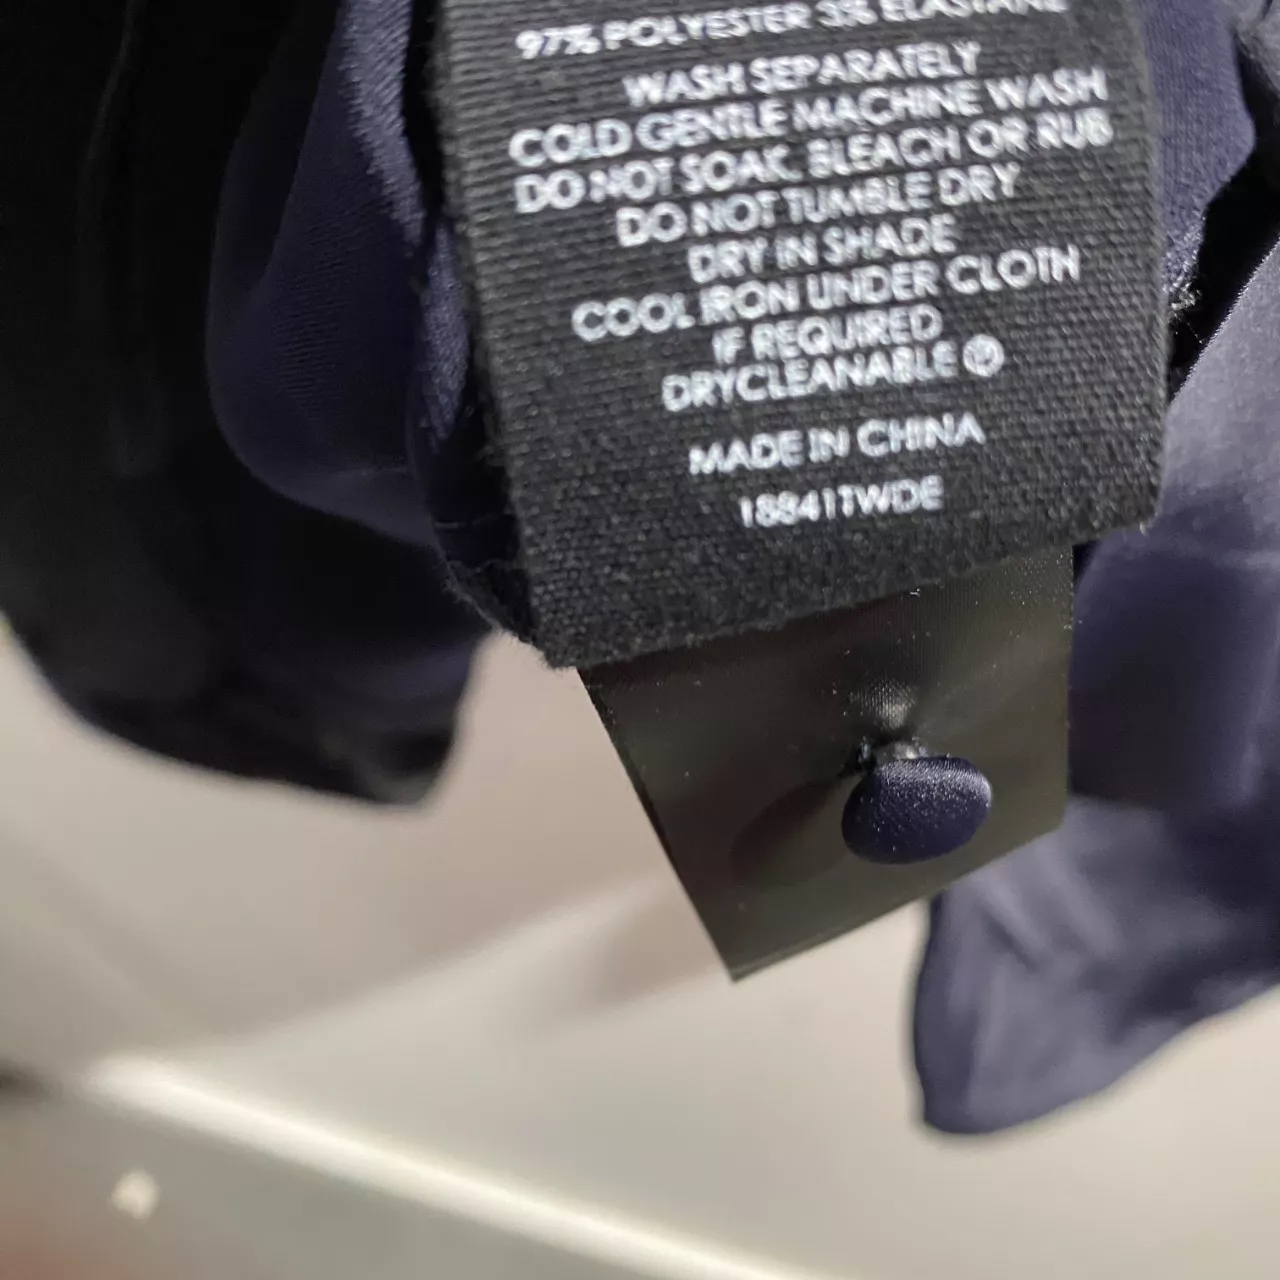 97% POLYESTER 3% ELASTANE
WASH SEPARATELY
COLD GENTLE MACHINE WASH
DO NOT SOAK, BLEACH OR RUB
DO NOT TUMBLE DRY
DRY IN SHADE
COOL IRON UNDER CLOTH
IF REQUIRED
DRYCLEANABLE Ⓟ
MADE IN CHINA
18841TWDE